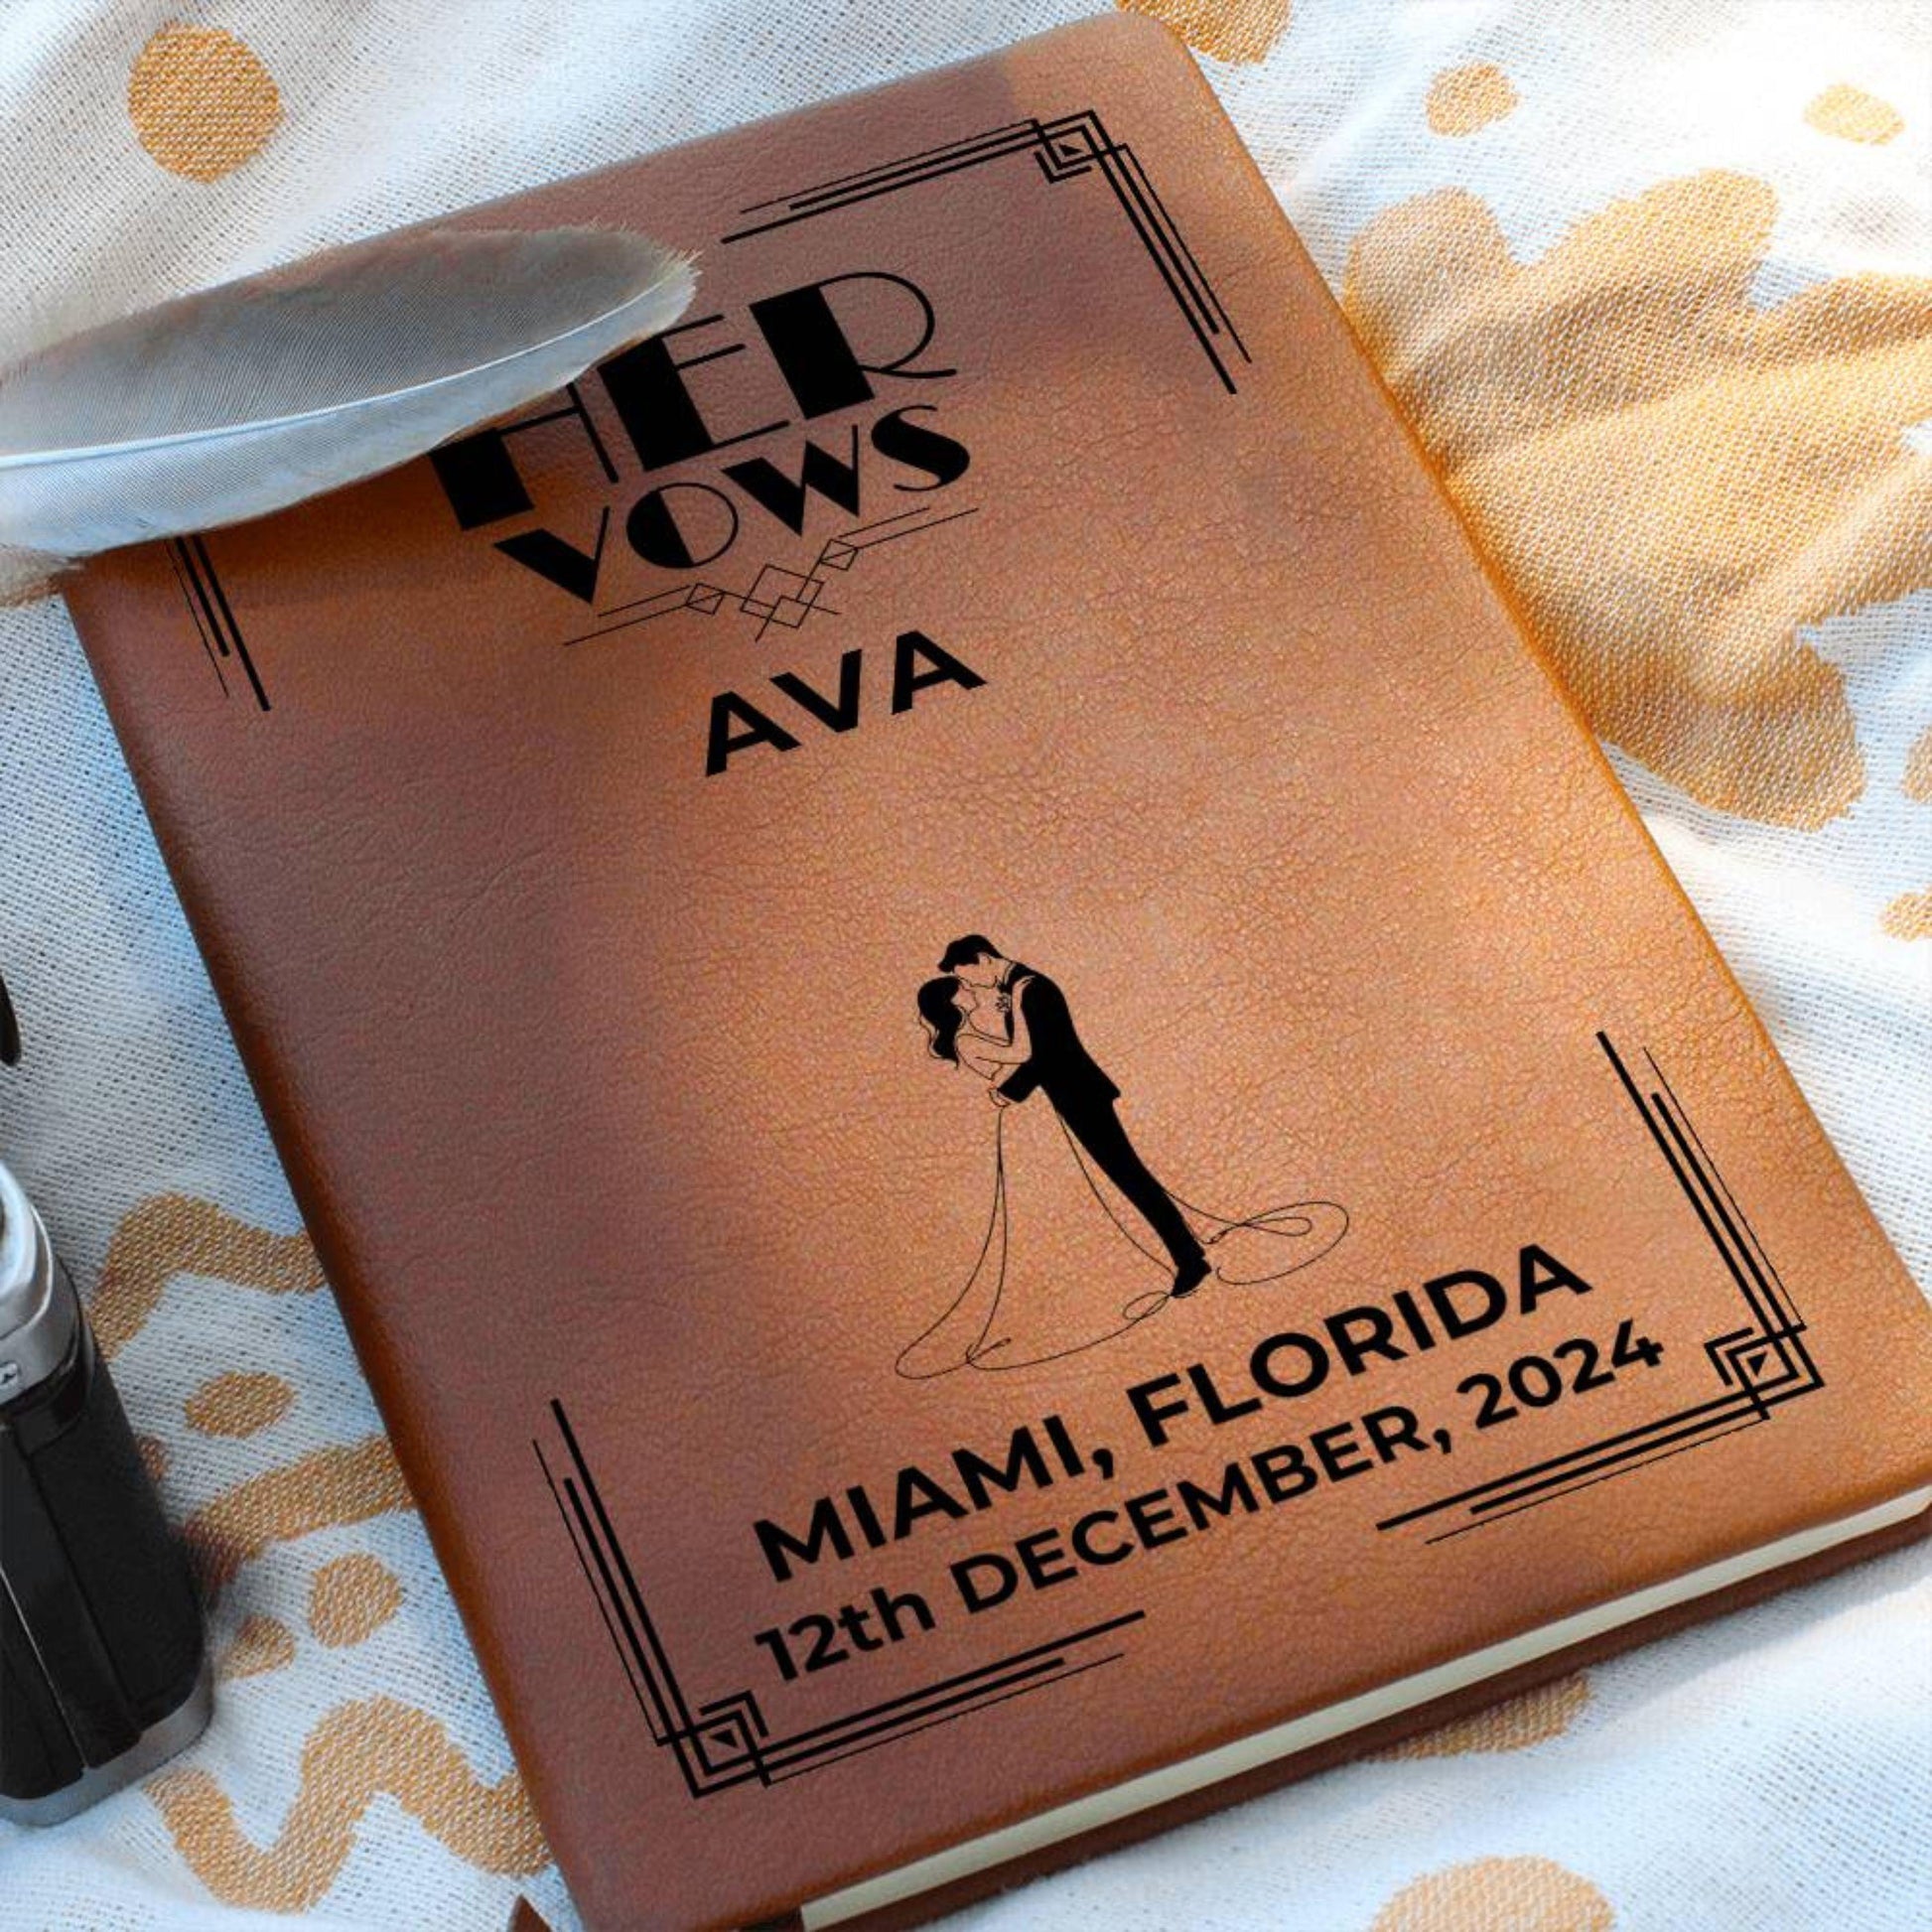 HER
VOWS
AVA
MIAMI, FLORIDA
12th DECEMBER, 2024